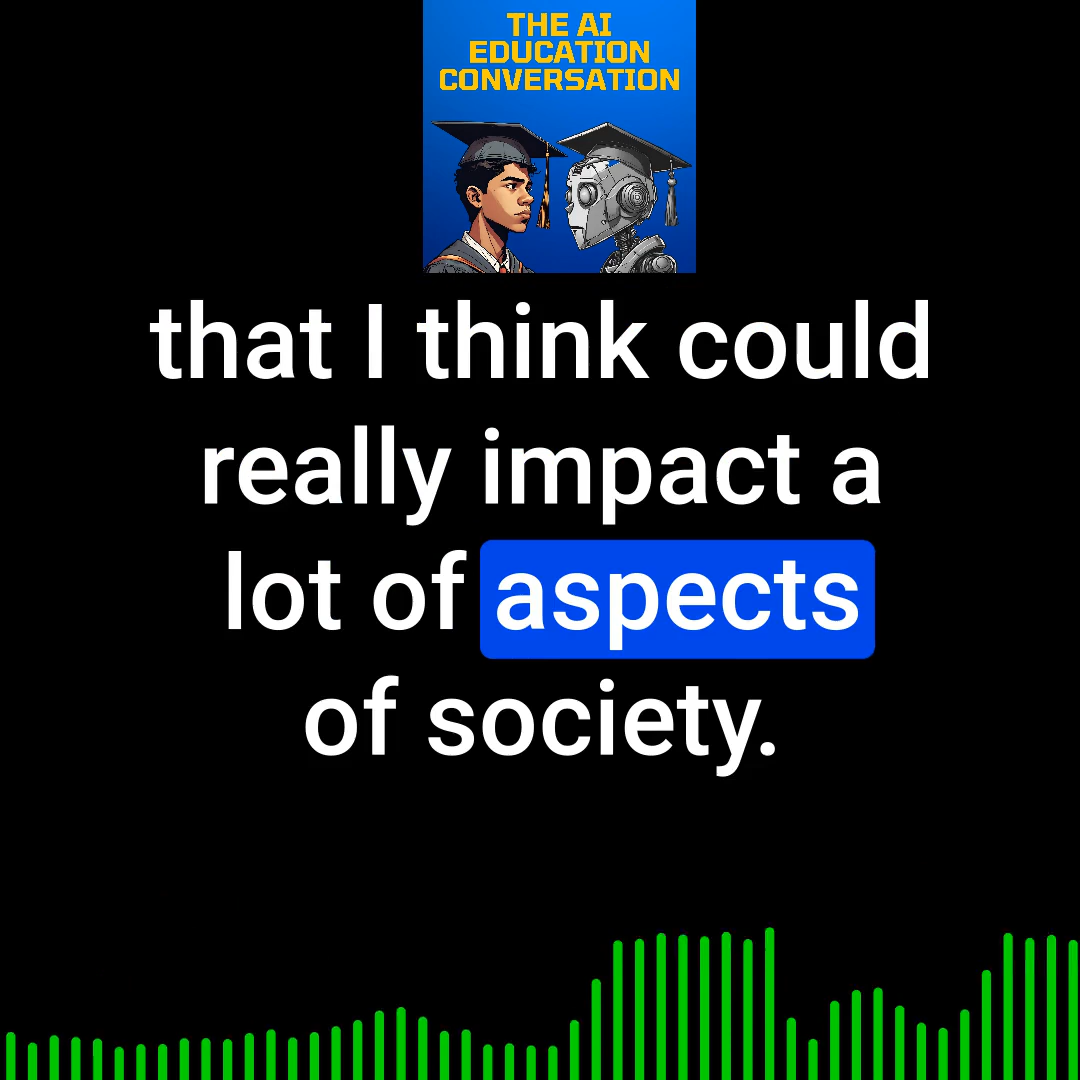 THE AI
EDUCATION
CONVERSATION
that I think could
really impact a
lot of aspects
of society.